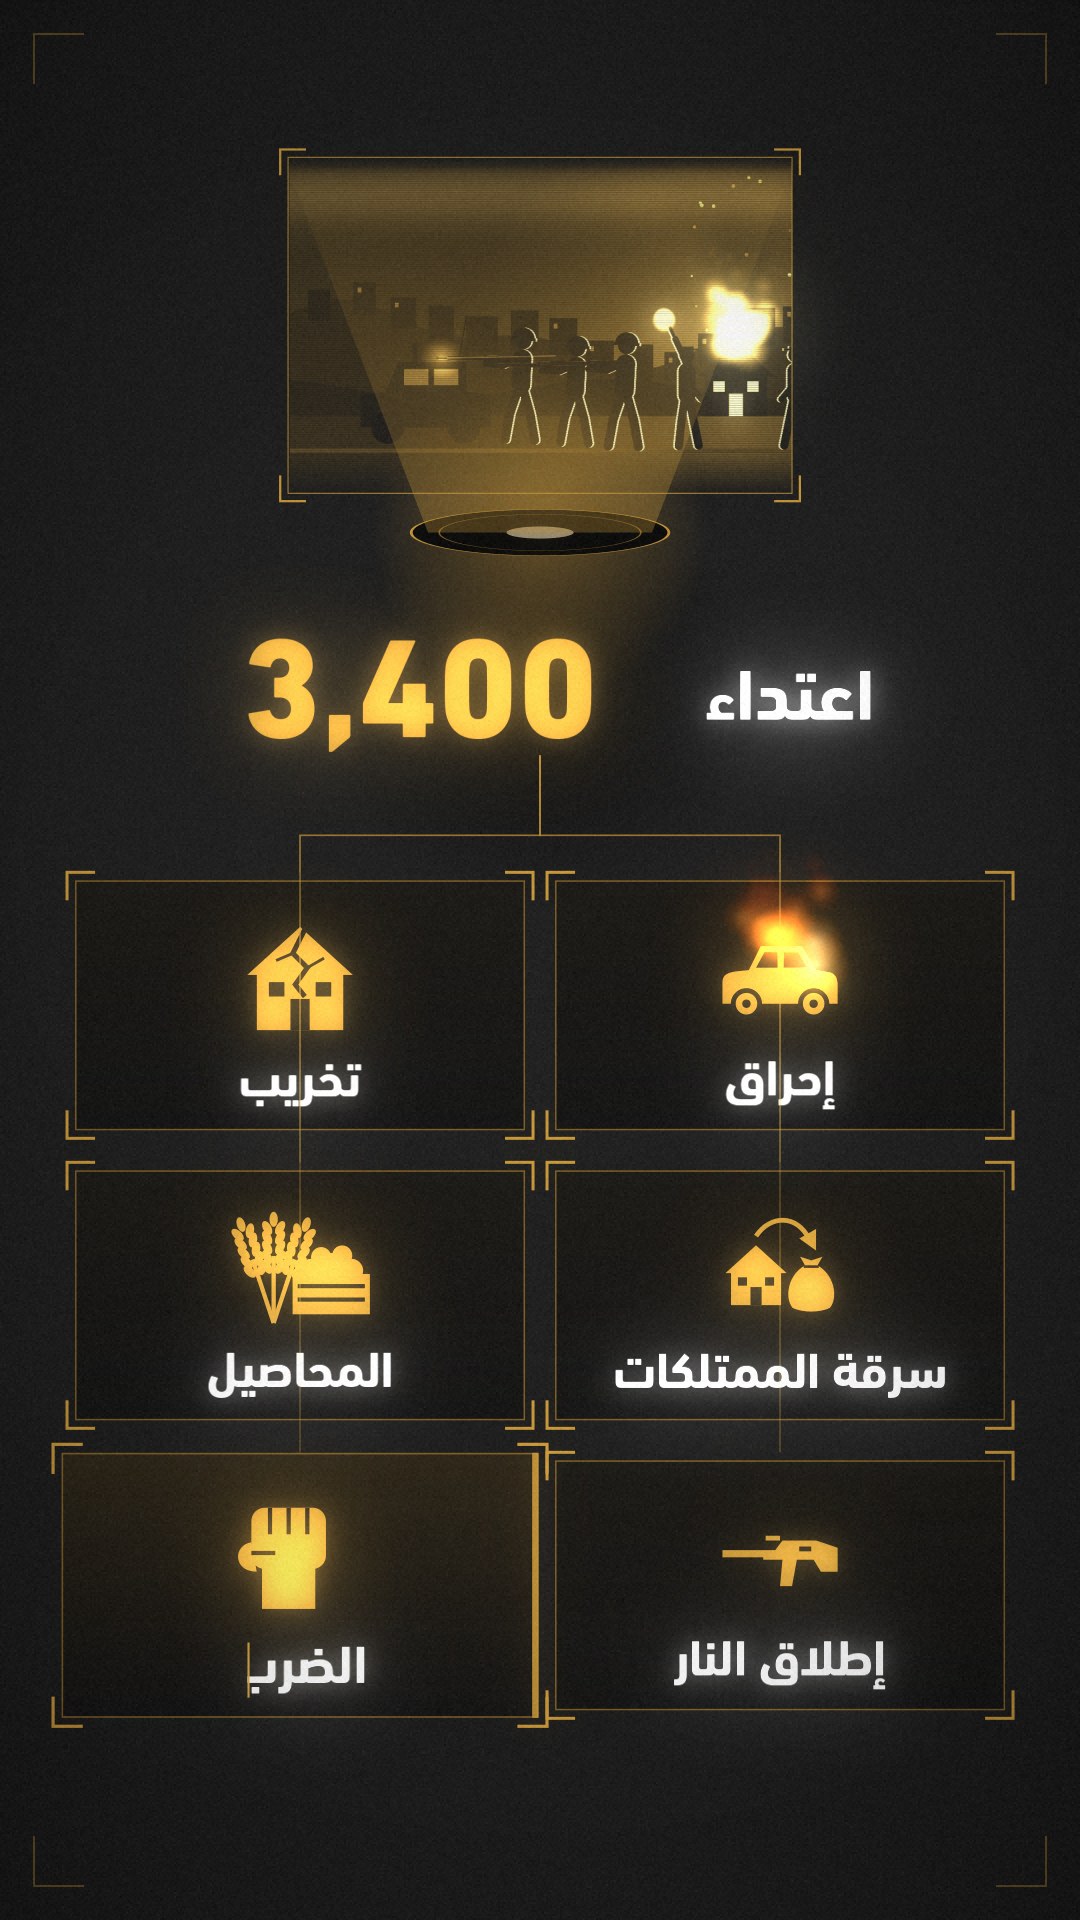 اعتداء 3,400
إحراق
تخريب
سرقة الممتلكات
المحاصيل
إطلاق النار
الضرب